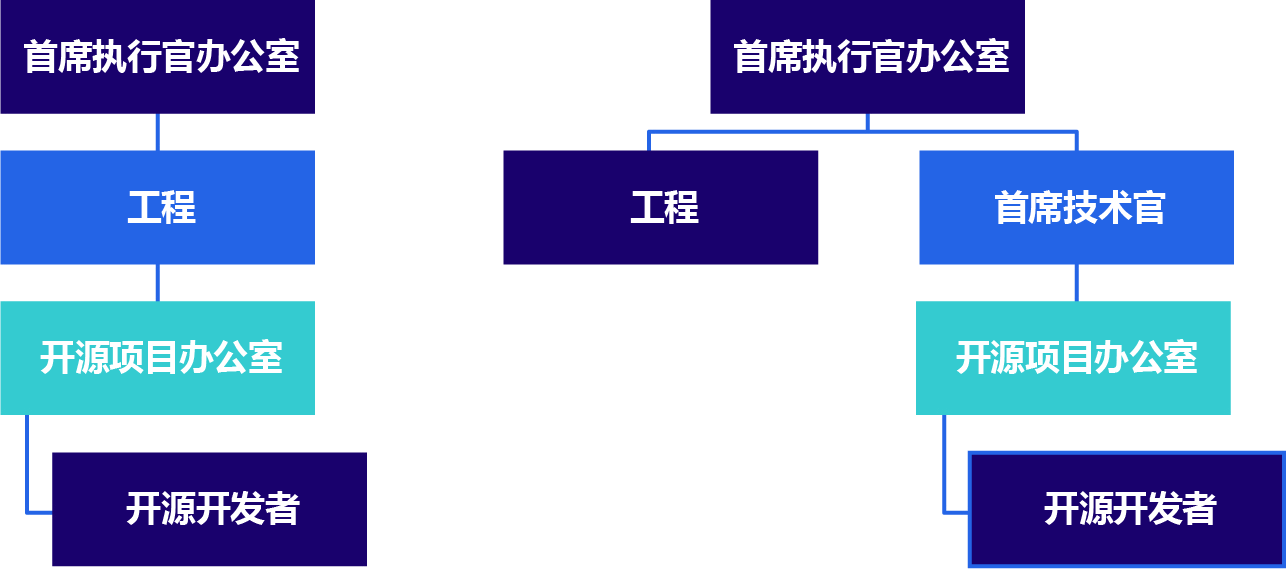 首席执行官办公室
工程
开源项目办公室
开源开发者
首席执行官办公室
工程
首席技术官
开源项目办公室
开源开发者